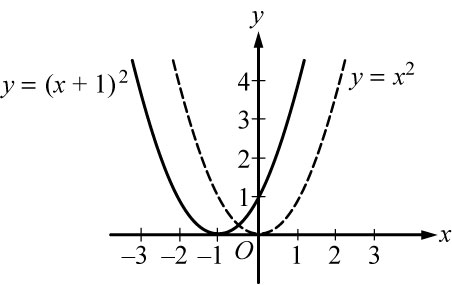 y
y = (x + 1)²
y = x²
4
3
2
1
x
–3 –2 –1 O 1 2 3